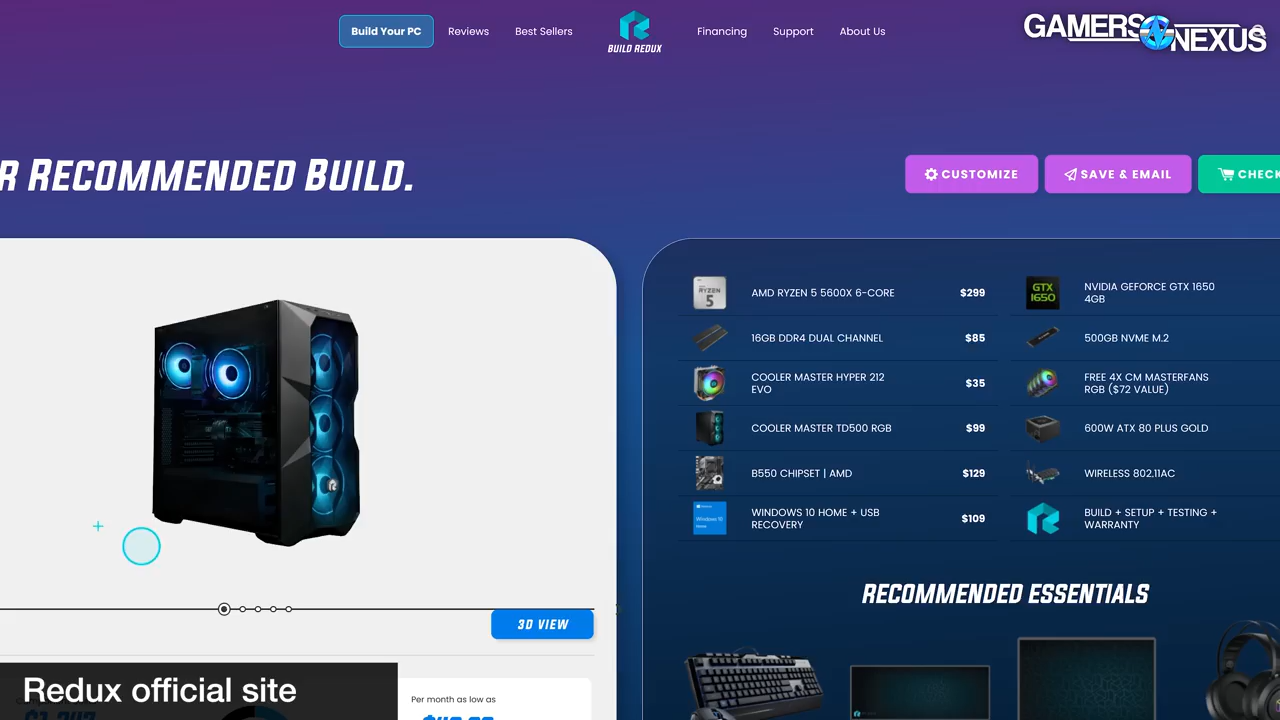 Build Your PC
Reviews
Best Sellers
BUILD REDUX
Financing
Support
About Us
GAMERS NEXUS
R RECOMMENDED BUILD.
CUSTOMIZE
SAVE & EMAIL
CHECK
AMD RYZEN 5 5600X 6-CORE $299
16GB DDR4 DUAL CHANNEL $85
COOLER MASTER HYPER 212
EVO
$35
COOLER MASTER TD500 RGB $99
B550 CHIPSET | AMD $129
WINDOWS 10 HOME + USB
RECOVERY
$109
RYZEN
5
GTX
1650
NVIDIA GEFORCE GTX 1650
4GB
500GB NVME M.2
FREE 4X CM MASTERFANS
RGB ($72 VALUE)
600W ATX 80 PLUS GOLD
WIRELESS 802.11AC
BUILD + SETUP + TESTING +
WARRANTY
RECOMMENDED ESSENTIALS
3D VIEW
Per month as low as
Redux official site